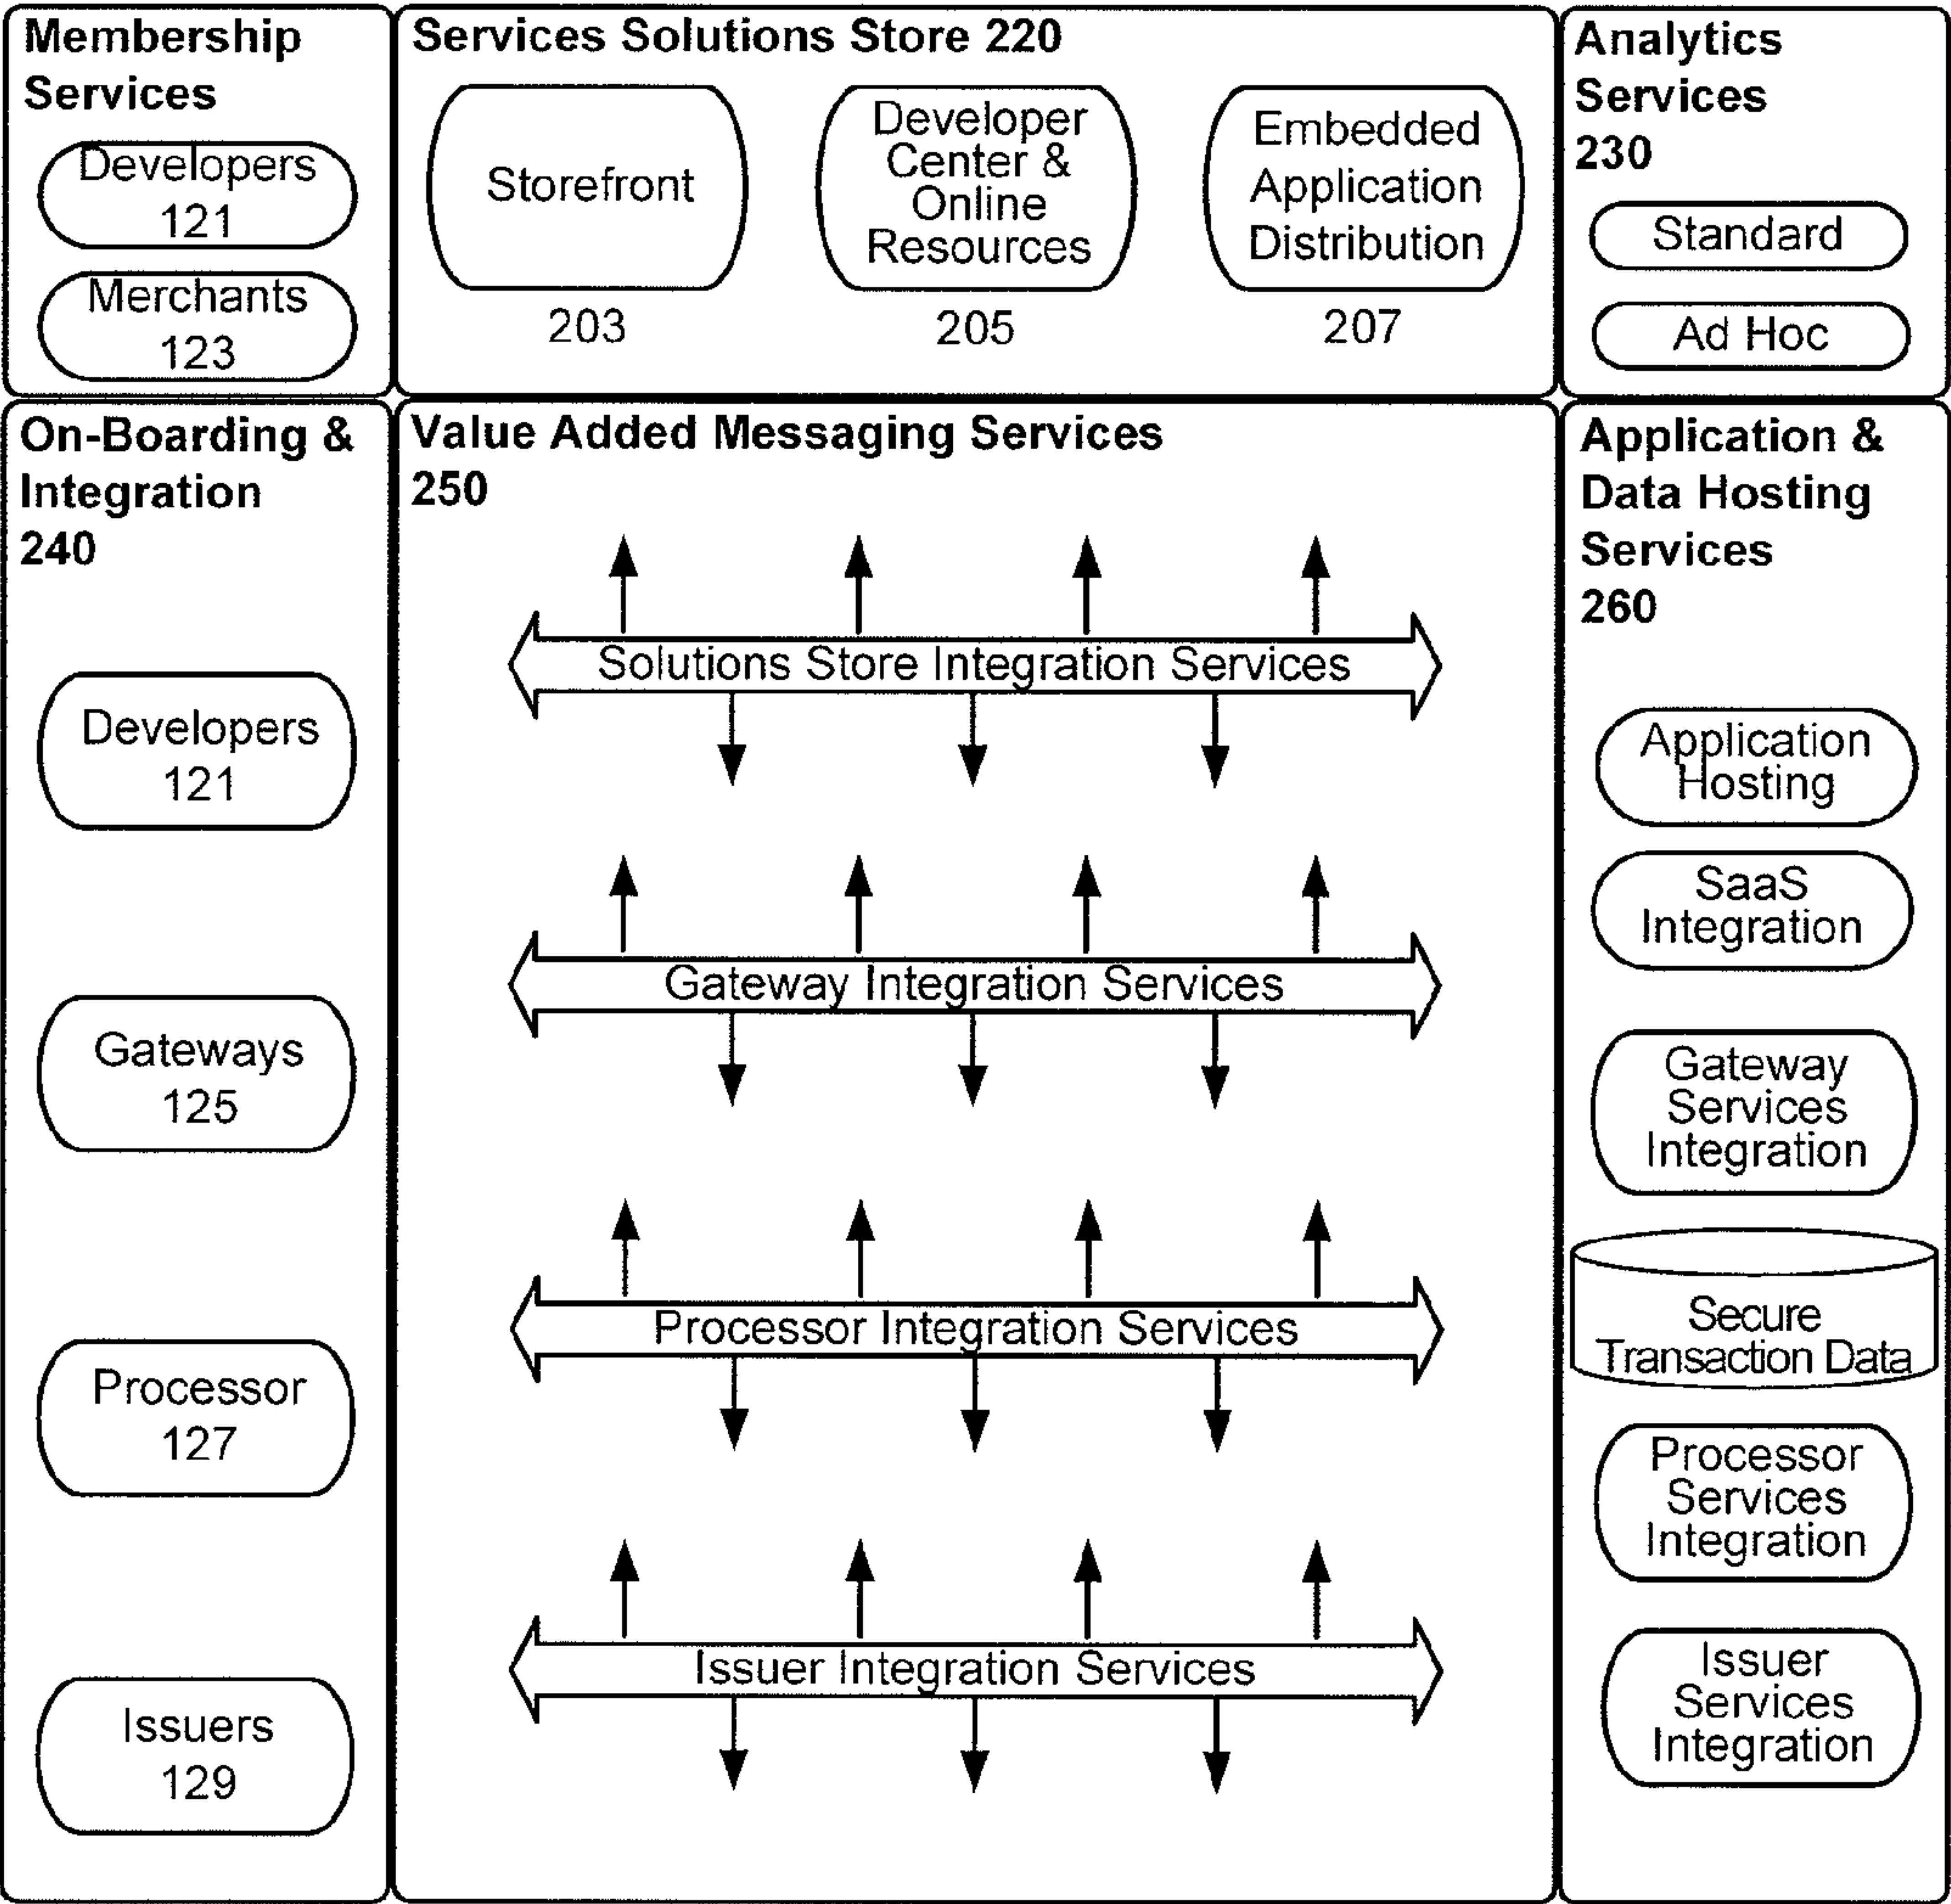 Membership
Services
Developers
121
Merchants
123
Services Solutions Store 220
Storefront
203
Developer
Center &
Online
Resources
205
Embedded
Application
Distribution
207
Analytics
Services
230
Standard
Ad Hoc
On-Boarding &
Integration
240
Developers
121
Gateways
125
Processor
127
Issuers
129
Value Added Messaging Services
250
Solutions Store Integration Services
Gateway Integration Services
Processor Integration Services
Issuer Integration Services
Application &
Data Hosting
Services
260
Application
Hosting
SaaS
Integration
Gateway
Services
Integration
Secure
Transaction Data
Processor
Services
Integration
Issuer
Services
Integration